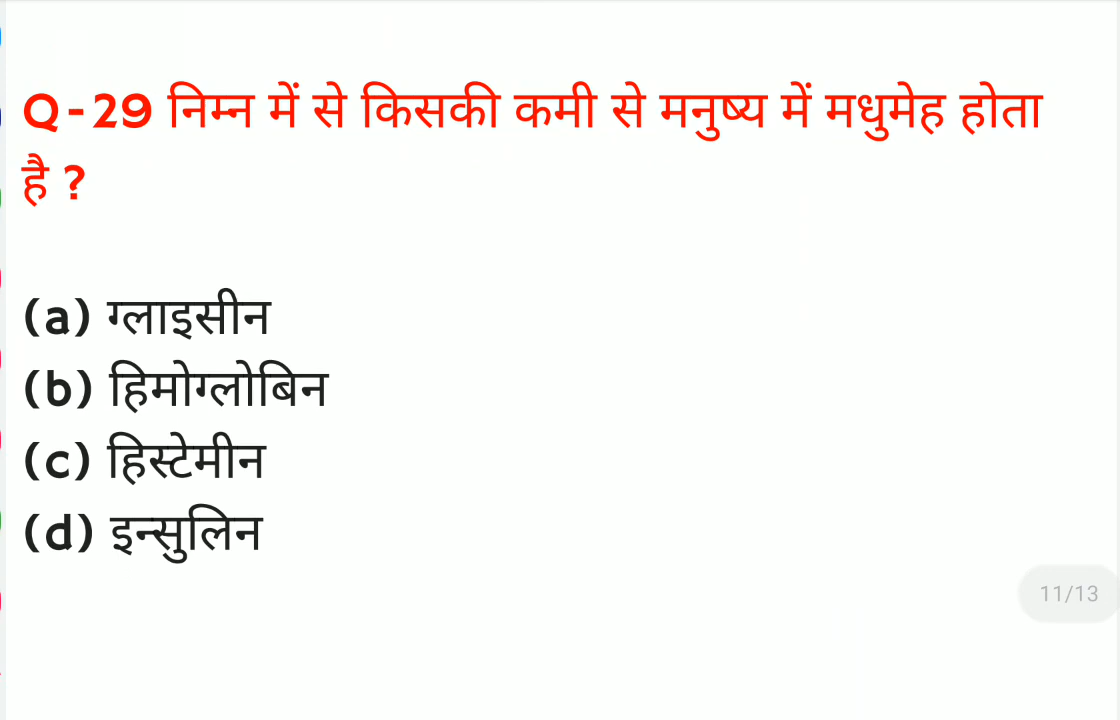 Q-29 निम्न में से किसकी कमी से मनुष्य में मधुमेह होता
है ?
(a) ग्लाइसीन
(b) हिमोग्लोबिन
(c) हिस्टेमीन
(d) इन्सुलिन
11/13